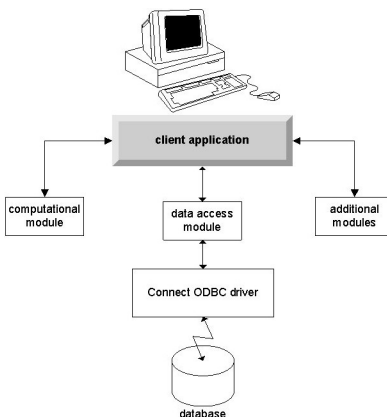 client application
computational
module
data access
module
additional
modules
Connect ODBC driver
database